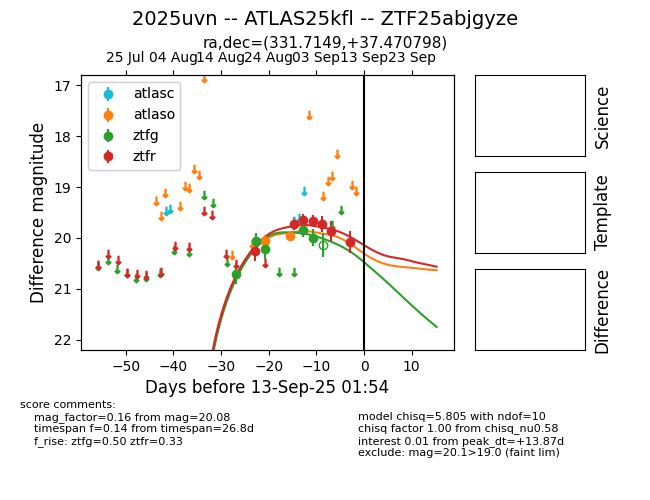 2025uvn -- ATLAS25kfl -- ZTF25abjgyze
ra,dec=(331.7149,+37.470798)
25 Jul 04 Aug 14 Aug 24 Aug 03 Sep 13 Sep 23 Sep
atlasc
atlaso
ztfg
ztfr
17
18
19
20
21
22
Difference magnitude
−50 −40 −30 −20 −10 0 10
Days before 13-Sep-25 01:54
Science
Template
Difference
score comments:
mag_factor=0.16 from mag=20.08
timespan f=0.14 from timespan=26.8d
f_rise: ztfg=0.50 ztfr=0.33
model chisq=5.805 with ndof=10
chisq factor 1.00 from chisq_nu0.58
interest 0.01 from peak_dt=+13.87d
exclude: mag=20.1>19.0 (faint lim)